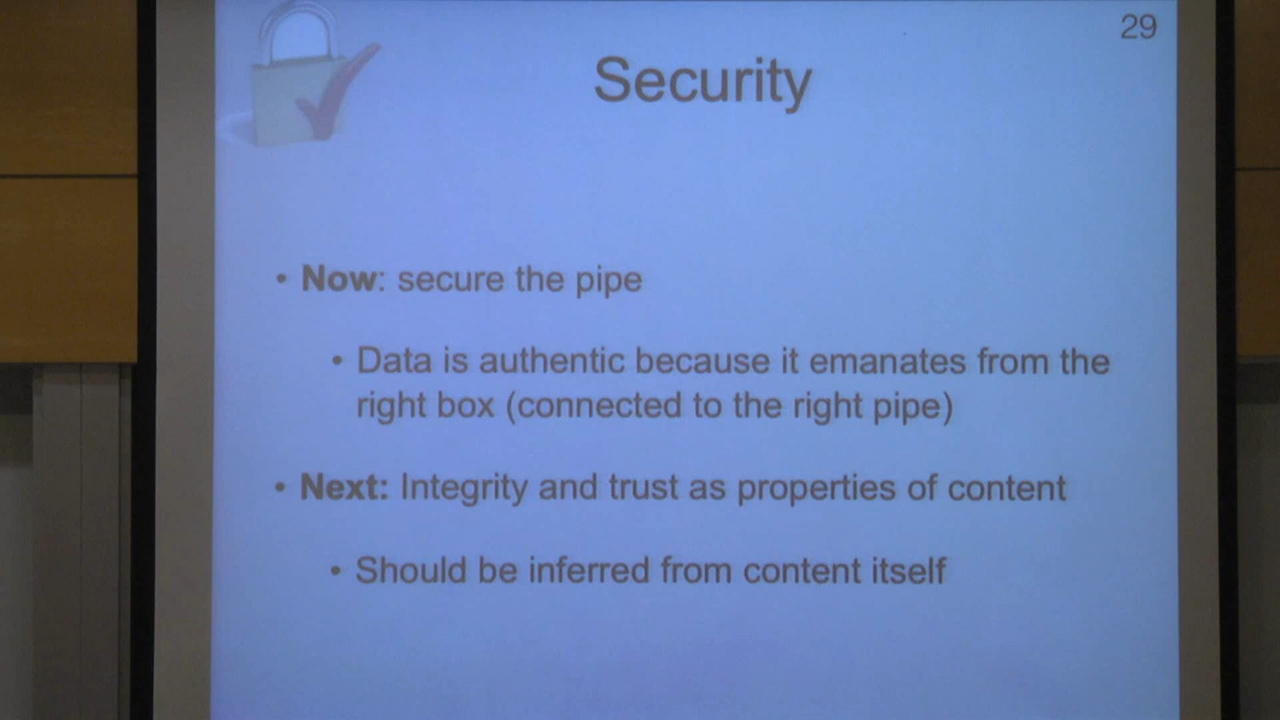 29
Security
• Now: secure the pipe
• Data is authentic because it emanates from the
right box (connected to the right pipe)
• Next: Integrity and trust as properties of content
• Should be inferred from content itself